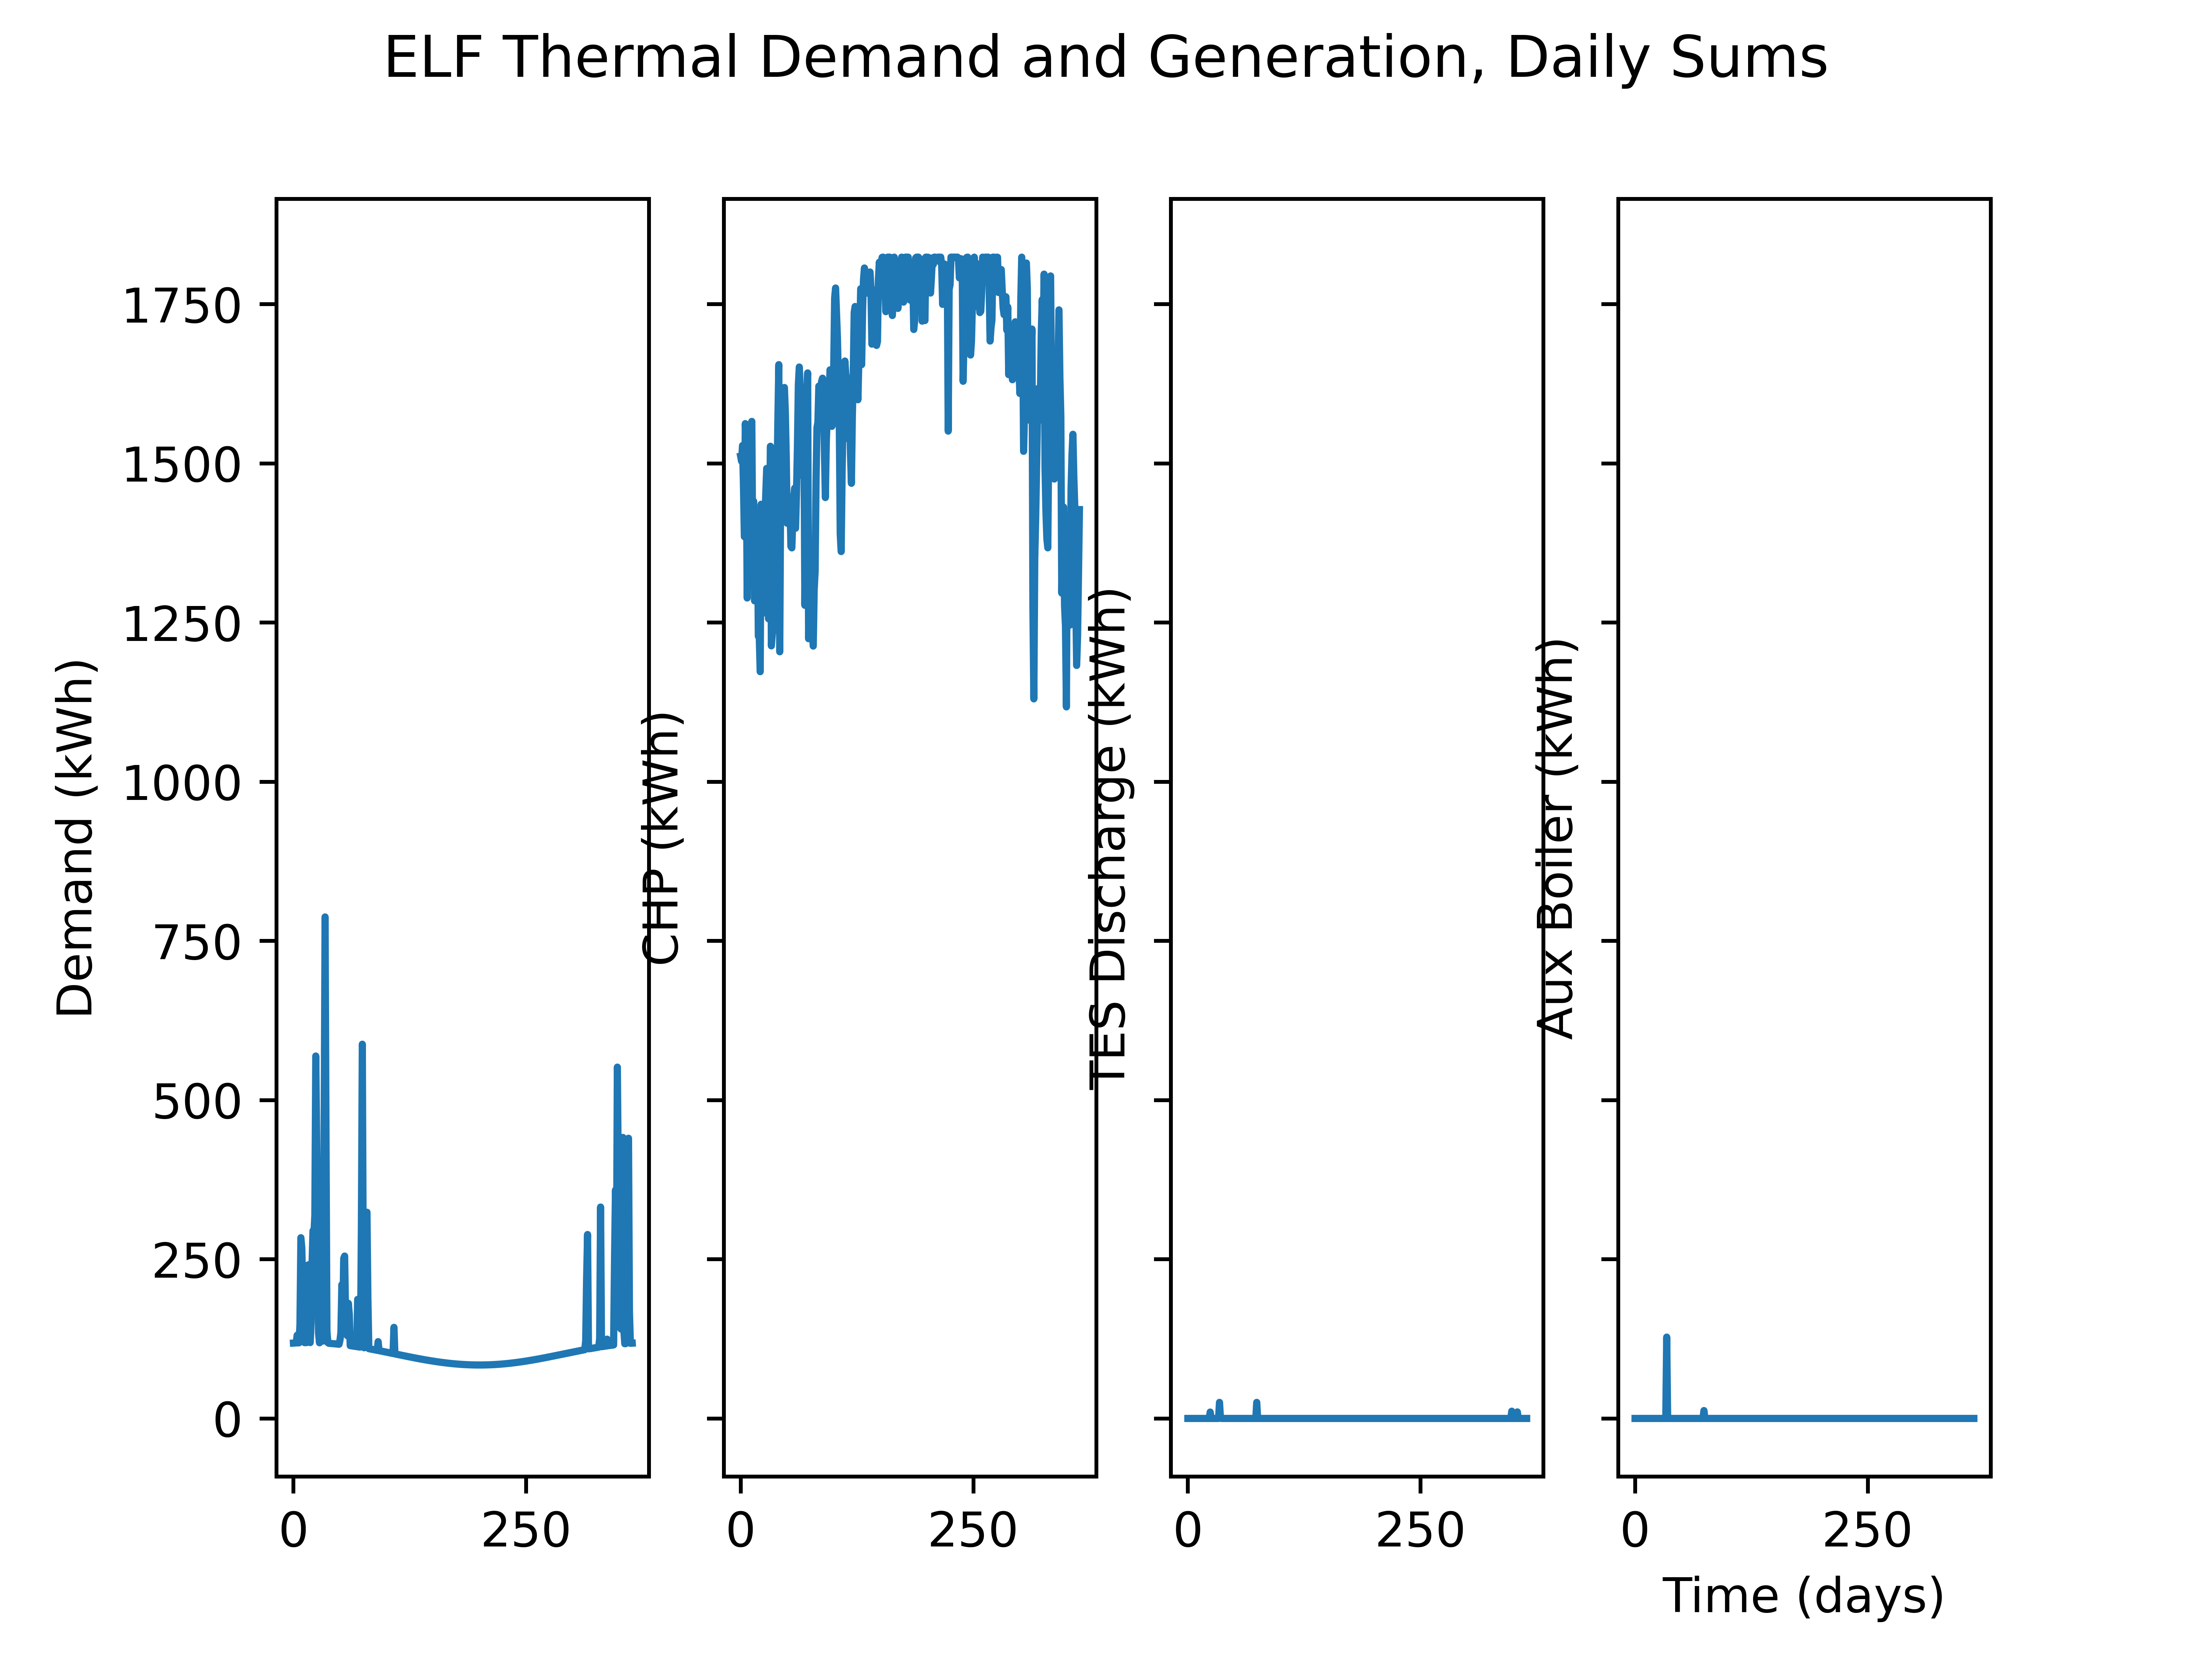 ELF Thermal Demand and Generation, Daily Sums
Demand (kWh)
1750
1500
1250
1000
750
500
250
0
0 250
CHP (kWh)
0 250
TES Discharge (kWh)
0 250
Aux Boiler (kWh)
0 250
Time (days)